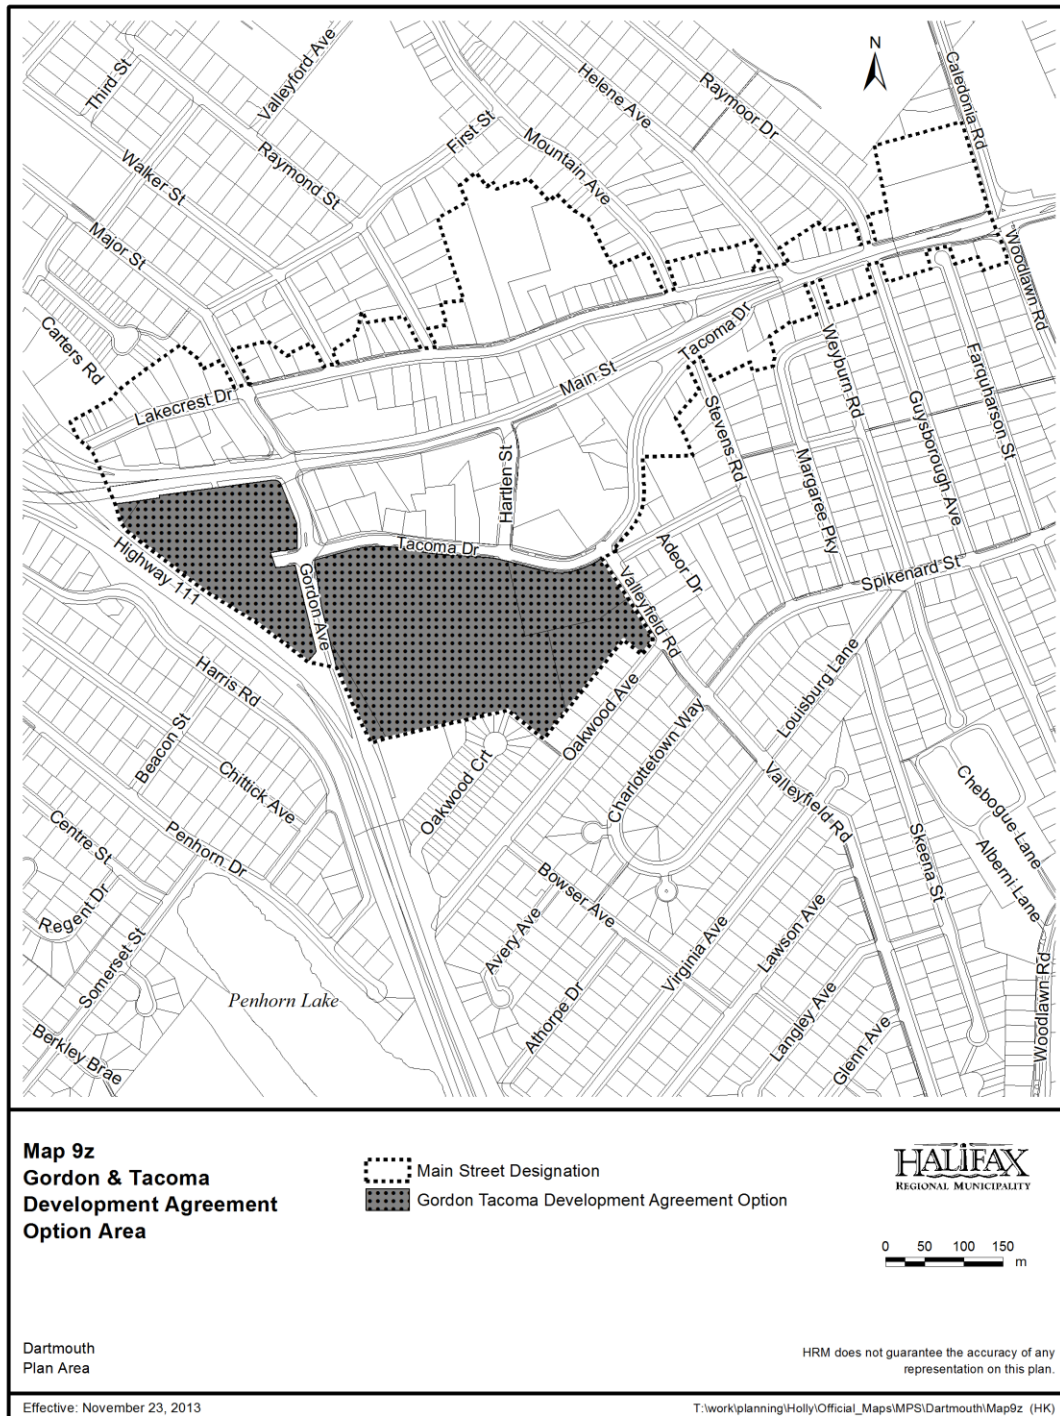 N
Third St
Valleyford Ave
Helene Ave
Raymoor Dr
Caledonia Rd
First St
Mountain Ave
Walker St
Raymond St
Major St
Woodlawn Rd
Carters Rd
Tacoma Dr
Main St
Lakecrest Dr
Weyburn Rd
Farquharson St
Stevens Rd
Guysborough Ave
Hartlen St
Margaree Pky
Tacoma Dr
Highway 111
Gordon Ave
Adeor Dr
Valleyfield Rd
Spikenard St
Harris Rd
Louisburg Lane
Oakwood Ave
Beacon St
Charlottetown Way
Chittick Ave
Oakwood Crt
Valleyfield Rd
Chebogue Lane
Centre St
Penhorn Dr
Skeena St
Alberni Lane
Regent Dr
Bowser Ave
Avery Ave
Virginia Ave
Lawson Ave
Somerset St
Penhorn Lake
Athorpe Dr
Langley Ave
Glenn Ave
Woodlawn Rd
Berkley Brae
Map 9z
Gordon & Tacoma
Development Agreement
Option Area
Main Street Designation
Gordon Tacoma Development Agreement Option
HALIFAX
REGIONAL MUNICIPALITY
0 50 100 150
m
Dartmouth
Plan Area
HRM does not guarantee the accuracy of any
representation on this plan.
Effective: November 23, 2013
T:\work\planning\Holly\Official_Maps\MPS\Dartmouth\Map9z (HK)